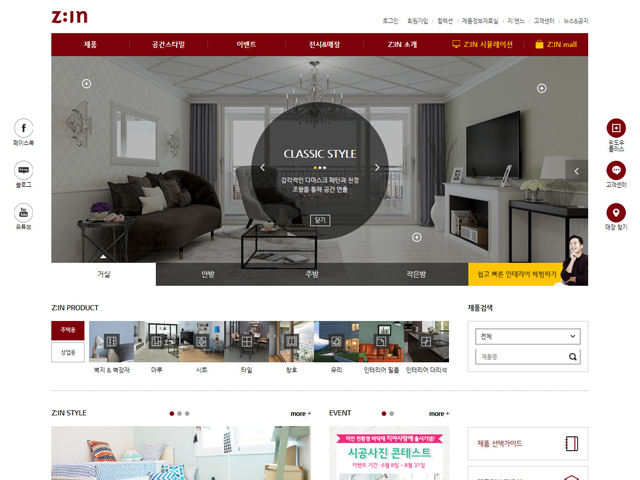 Z:IN
로그인 회원가입 컬렉션 제품정보자료실 지:엔느 고객센터 뉴스&공지
제품 공간스타일 이벤트 전시&매장 Z:IN 소개 Z:IN 시뮬레이션 Z:IN mall
페이스북
블로그
You Tube
유튜브
CLASSIC STYLE
감각적인 다마스크 패턴과 천정
조형틀 통해 공간 연출
닫기
윈도우
플러스
고객센터
매장 찾기
거실 안방 주방 작은방 쉽고 빠른 인테리어 체험하기
Z:IN PRODUCT
주택용
상업용
벽지 & 벽장재 마루 시트 타일 창호 유리 인테리어 필름 인테리어 대리석
제품검색
전체
제품명
Z:IN STYLE more +
EVENT more +
지인 친환경 바닥재 지아사랑애 출시기념!
시공사진 콘테스트
이벤트 기간 : 6월 8일 - 8월 31일
제품 선택가이드